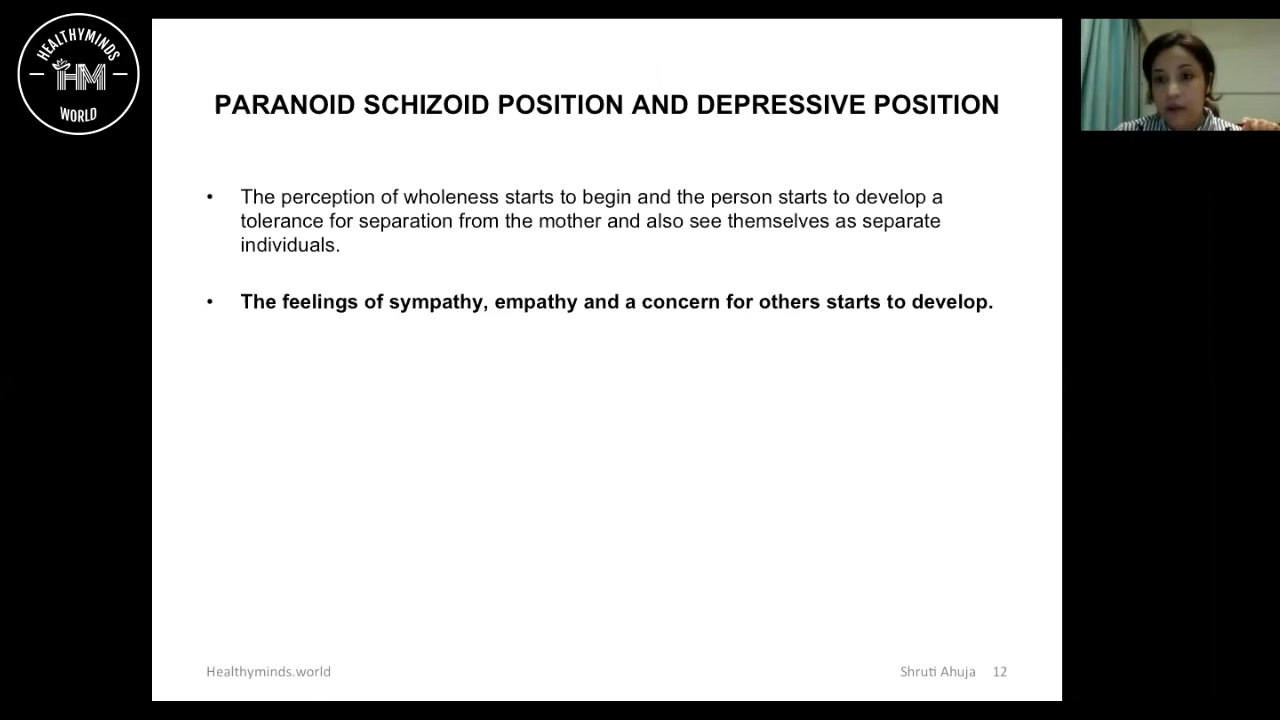 HEALTHYMINDS
HM
WORLD
PARANOID SCHIZOID POSITION AND DEPRESSIVE POSITION
• The perception of wholeness starts to begin and the person starts to develop a
tolerance for separation from the mother and also see themselves as separate
individuals.
• The feelings of sympathy, empathy and a concern for others starts to develop.
Healthyminds.world
Shruti Ahuja 12